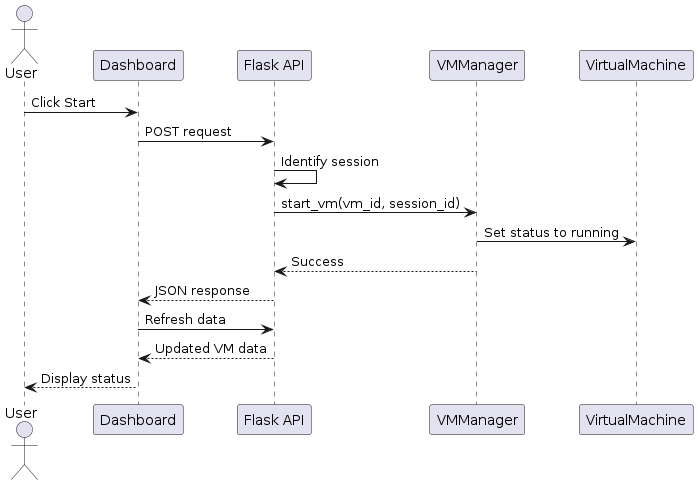 User
Dashboard
Flask API
VMManager
VirtualMachine
Click Start
POST request
Identify session
start_vm(vm_id, session_id)
Set status to running
Success
JSON response
Refresh data
Updated VM data
Display status
User
Dashboard
Flask API
VMManager
VirtualMachine